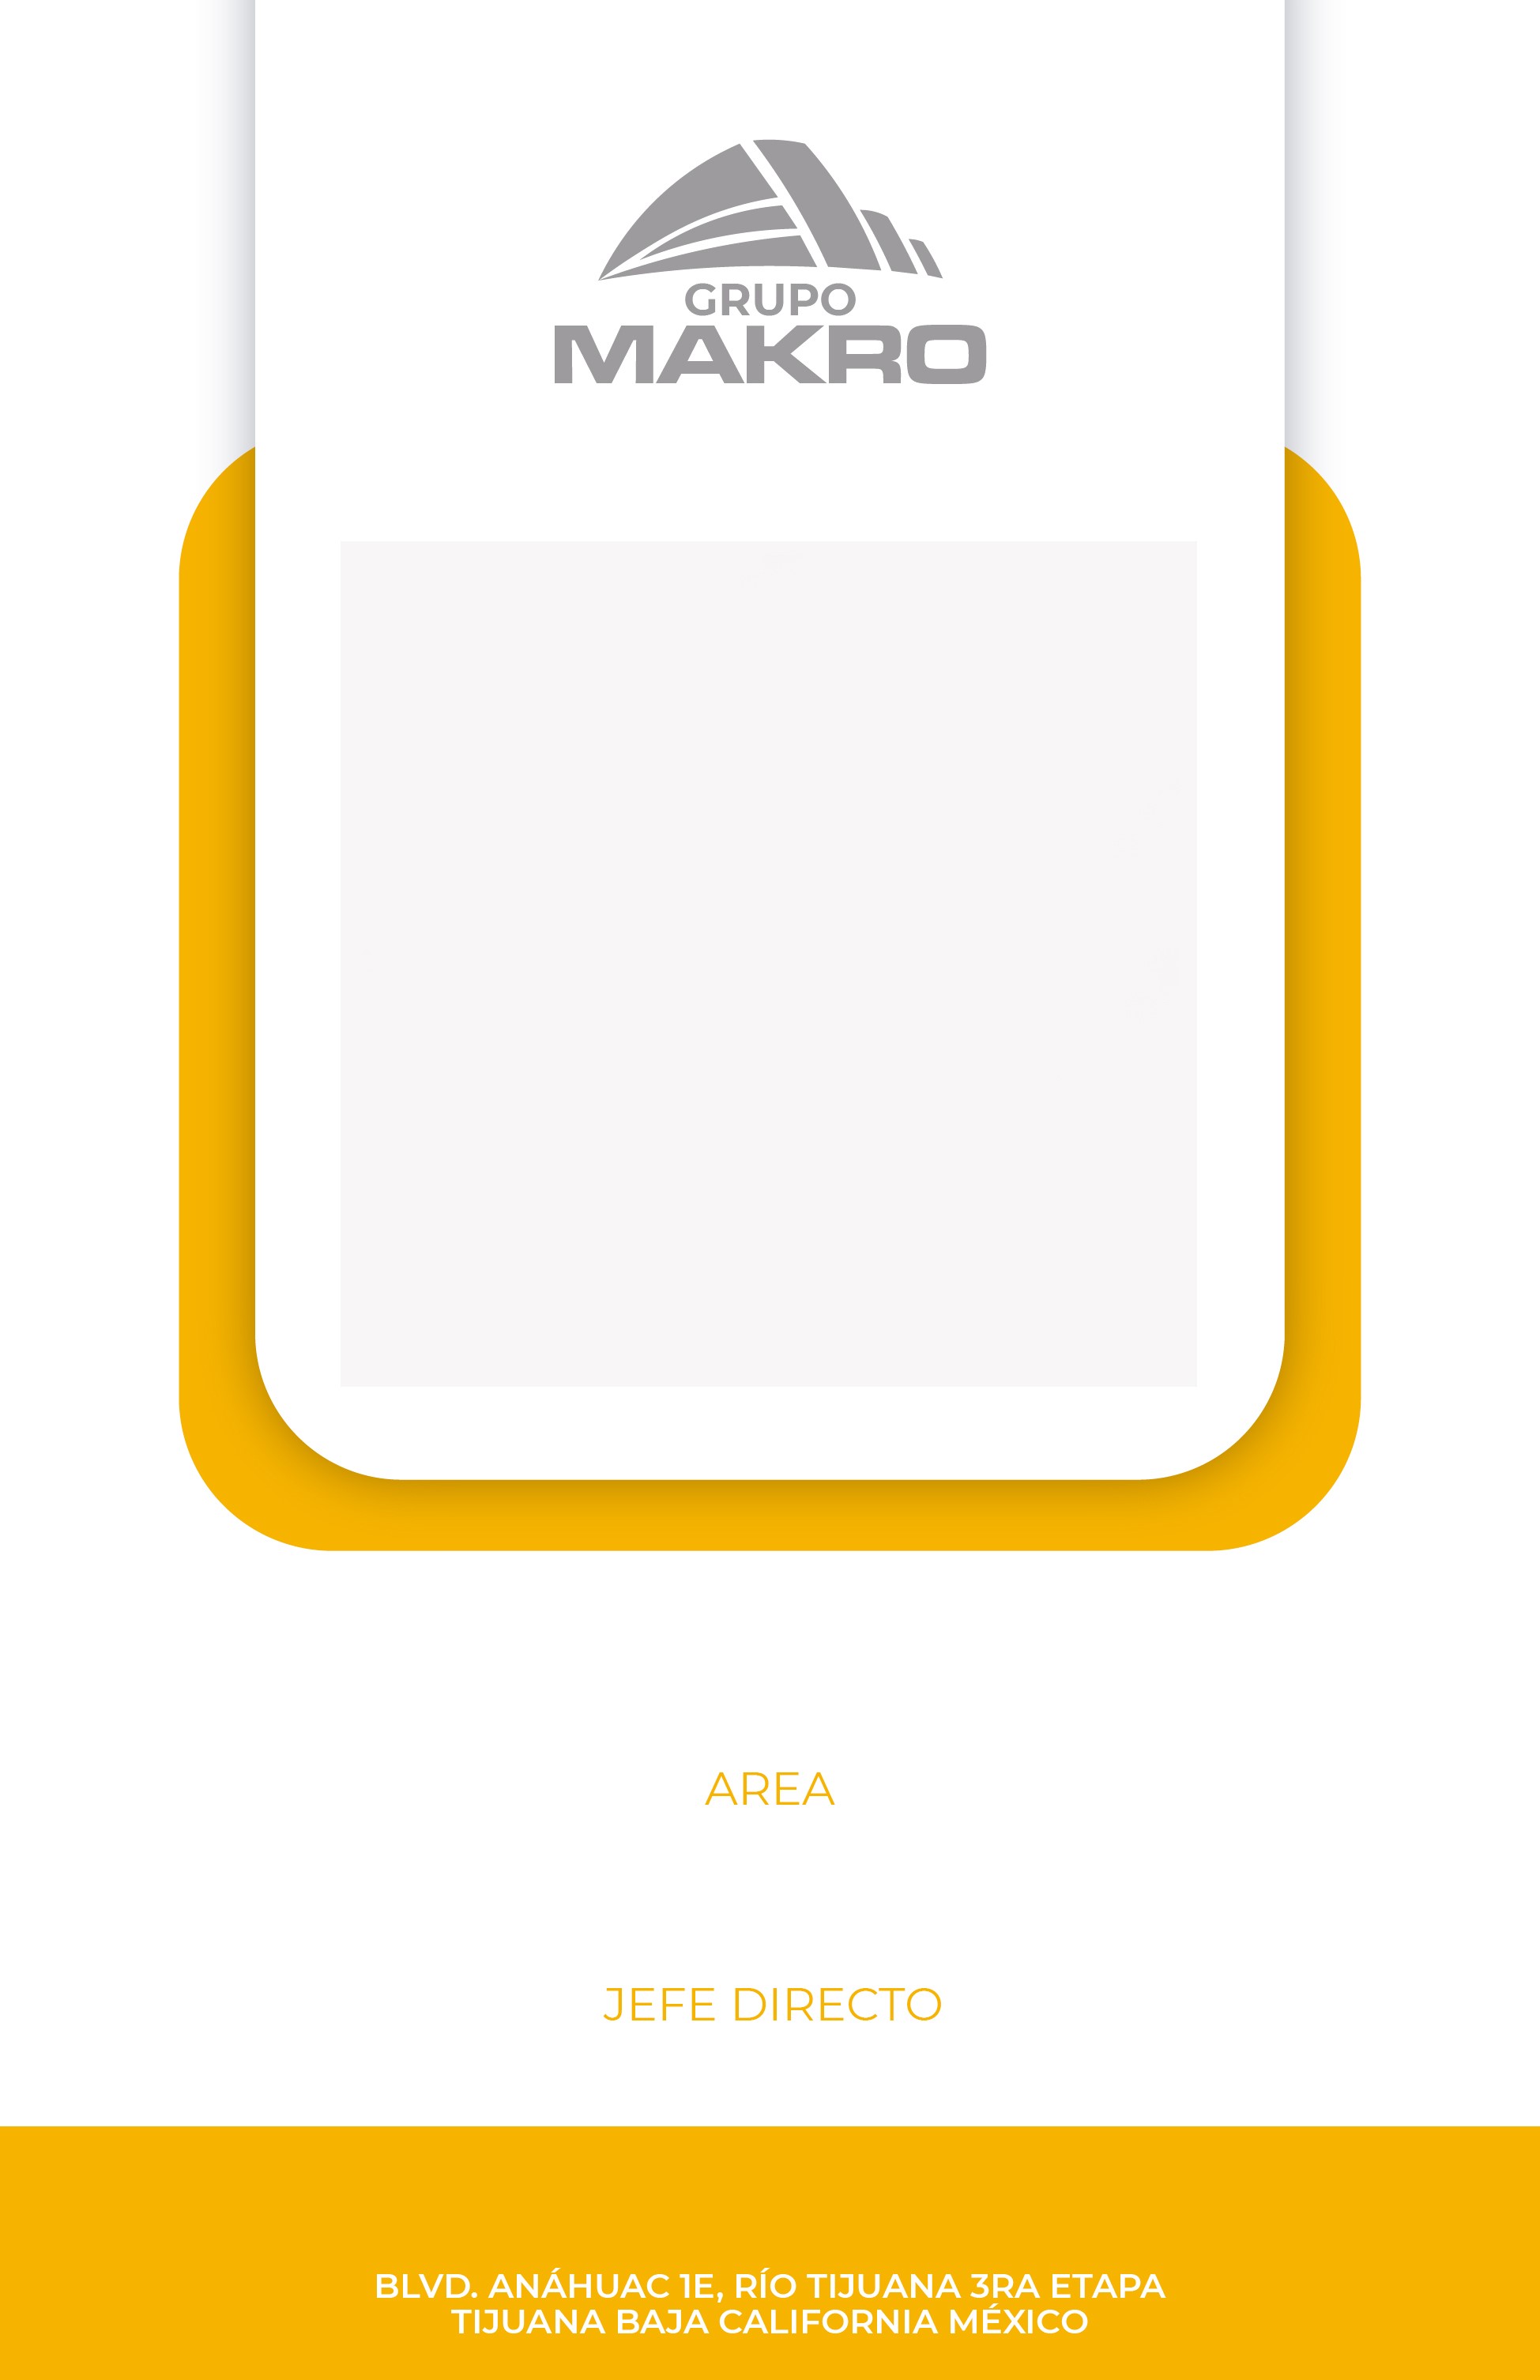 GRUPO
MAKRO
AREA
JEFE DIRECTO
BLVD. ANÁHUAC 1E, RÍO TIJUANA 3RA ETAPA
TIJUANA BAJA CALIFORNIA MÉXICO